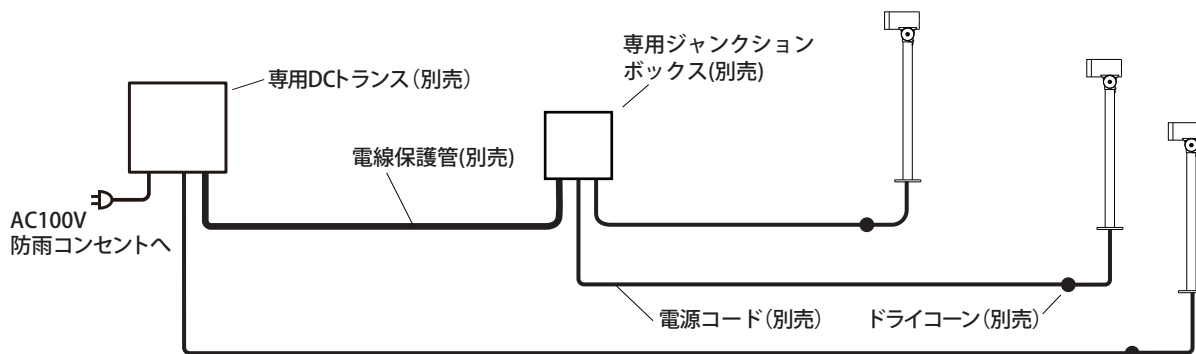 専用ジャンクション
ボックス(別売)
専用DCトランス（別売）
電線保護管(別売)
AC100V
防雨コンセントへ
電源コード（別売）
ドライコーン（別売）